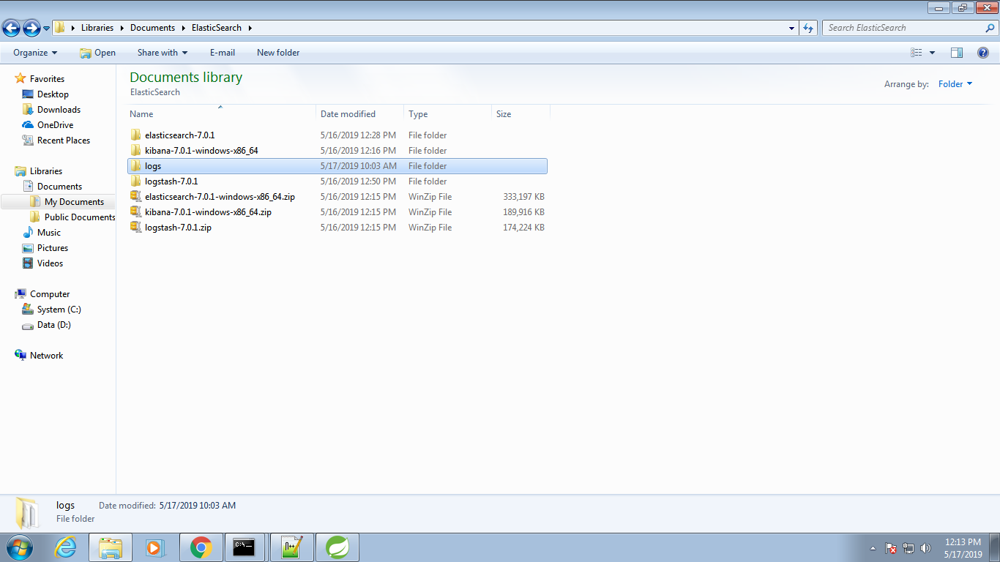 Libraries Documents ElasticSearch
Search ElasticSearch
Organize Open Share with E-mail New folder
Favorites
Desktop
Downloads
OneDrive
Recent Places
Libraries
Documents
My Documents
Public Documents
Music
Pictures
Videos
Computer
System (C:)
Data (D:)
Network
Documents library
ElasticSearch
Arrange by: Folder
Name Date modified Type Size
elasticsearch-7.0.1 5/16/2019 12:28 PM File folder
kibana-7.0.1-windows-x86_64 5/16/2019 12:16 PM File folder
logs 5/17/2019 10:03 AM File folder
logstash-7.0.1 5/16/2019 12:50 PM File folder
elasticsearch-7.0.1-windows-x86_64.zip 5/16/2019 12:15 PM WinZip File 333,197 KB
kibana-7.0.1-windows-x86_64.zip 5/16/2019 12:15 PM WinZip File 189,916 KB
logstash-7.0.1.zip 5/16/2019 12:15 PM WinZip File 174,224 KB
logs Date modified: 5/17/2019 10:03 AM
File folder
12:13 PM
5/17/2019